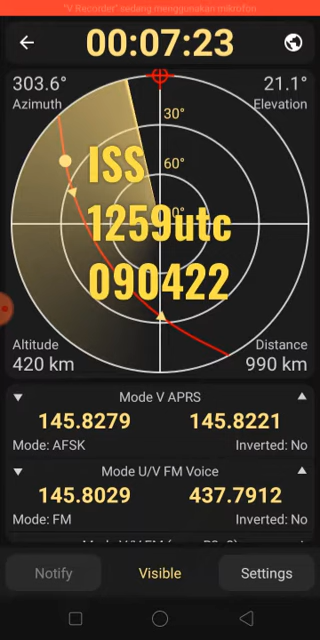 "V Recorder" sedang menggunakan mikrofon
00:07:23
303.6° 21.1°
Azimuth Elevation
30°
60°
ISS
1259utc
090422
Altitude Distance
420 km 990 km
▼ Mode V APRS ▲
145.8279 145.8221
Mode: AFSK Inverted: No
▼ Mode U/V FM Voice ▲
145.8029 437.7912
Mode: FM Inverted: No
Notify Visible Settings